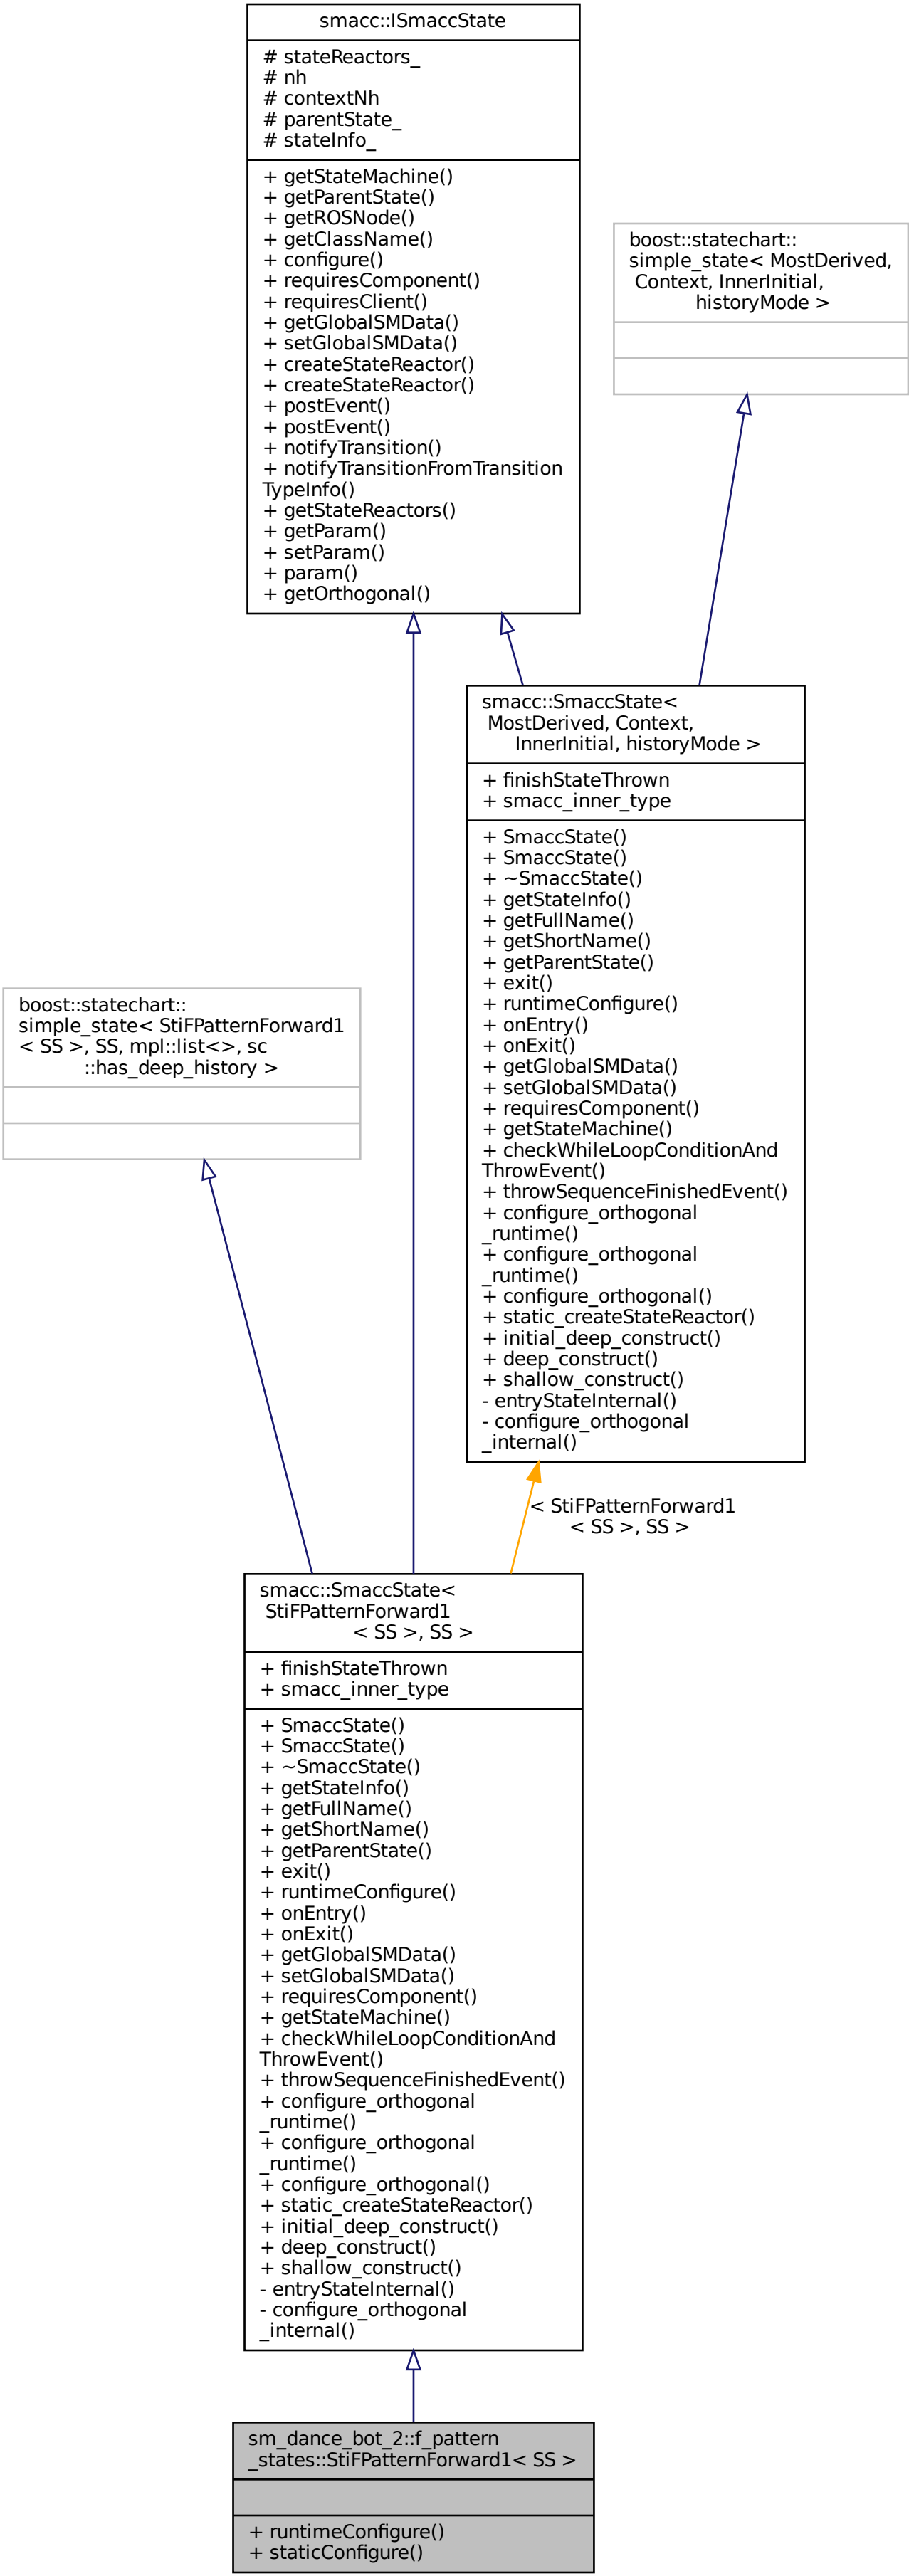 smacc::ISmaccState
# stateReactors_
# nh
# contextNh
# parentState_
# stateInfo_
+ getStateMachine()
+ getParentState()
+ getROSNode()
+ getClassName()
+ configure()
+ requiresComponent()
+ requiresClient()
+ getGlobalSMData()
+ setGlobalSMData()
+ createStateReactor()
+ createStateReactor()
+ postEvent()
+ postEvent()
+ notifyTransition()
+ notifyTransitionFromTransition
TypeInfo()
+ getStateReactors()
+ getParam()
+ setParam()
+ param()
+ getOrthogonal()
boost::statechart::
simple_state< MostDerived,
Context, InnerInitial,
historyMode >
smacc::SmaccState<
MostDerived, Context,
InnerInitial, historyMode >
+ finishStateThrown
+ smacc_inner_type
+ SmaccState()
+ SmaccState()
+ ~SmaccState()
+ getStateInfo()
+ getFullName()
+ getShortName()
+ getParentState()
+ exit()
+ runtimeConfigure()
+ onEntry()
+ onExit()
+ getGlobalSMData()
+ setGlobalSMData()
+ requiresComponent()
+ getStateMachine()
+ checkWhileLoopConditionAnd
ThrowEvent()
+ throwSequenceFinishedEvent()
+ configure_orthogonal
_runtime()
+ configure_orthogonal
_runtime()
+ configure_orthogonal()
+ static_createStateReactor()
+ initial_deep_construct()
+ deep_construct()
+ shallow_construct()
- entryStateInternal()
- configure_orthogonal
_internal()
boost::statechart::
simple_state< StiFPatternForward1
< SS >, SS, mpl::list<>, sc
::has_deep_history >
< StiFPatternForward1
< SS >, SS >
smacc::SmaccState<
StiFPatternForward1
< SS >, SS >
+ finishStateThrown
+ smacc_inner_type
+ SmaccState()
+ SmaccState()
+ ~SmaccState()
+ getStateInfo()
+ getFullName()
+ getShortName()
+ getParentState()
+ exit()
+ runtimeConfigure()
+ onEntry()
+ onExit()
+ getGlobalSMData()
+ setGlobalSMData()
+ requiresComponent()
+ getStateMachine()
+ checkWhileLoopConditionAnd
ThrowEvent()
+ throwSequenceFinishedEvent()
+ configure_orthogonal
_runtime()
+ configure_orthogonal
_runtime()
+ configure_orthogonal()
+ static_createStateReactor()
+ initial_deep_construct()
+ deep_construct()
+ shallow_construct()
- entryStateInternal()
- configure_orthogonal
_internal()
sm_dance_bot_2::f_pattern
_states::StiFPatternForward1< SS >
+ runtimeConfigure()
+ staticConfigure()